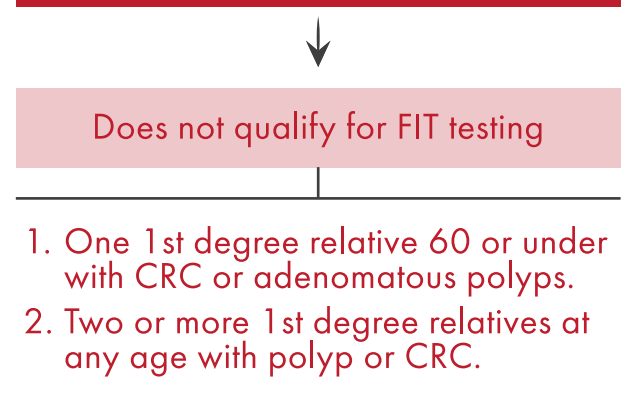 Does not qualify for FIT testing
1. One 1st degree relative 60 or under
with CRC or adenomatous polyps.
2. Two or more 1st degree relatives at
any age with polyp or CRC.